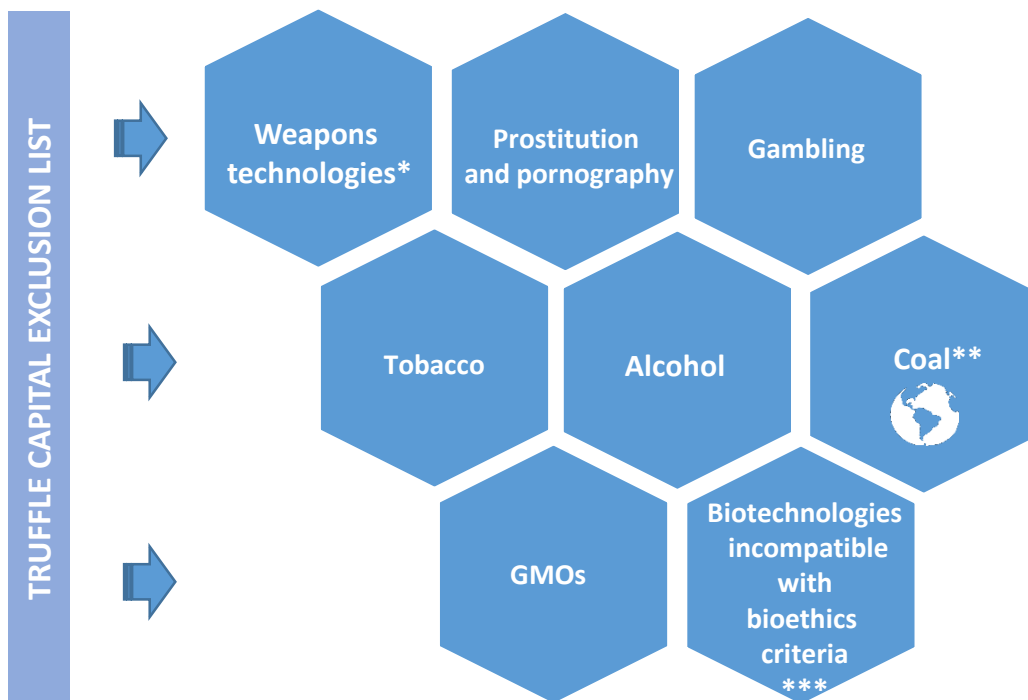 TRUFFLE CAPITAL EXCLUSION LIST
Weapons
technologies*
Prostitution
and pornography
Gambling
Tobacco
Alcohol
Coal**
GMOs
Biotechnologies
incompatible
with
bioethics
criteria
***